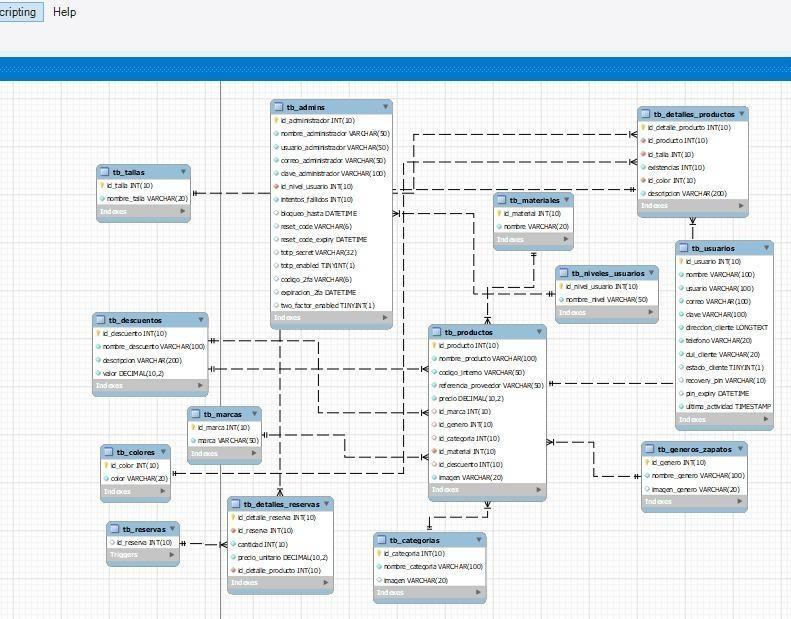 cripting
Help
tb_admins
id_administrador INT(10)
nombre_administrador VARCHAR(50)
usuario_administrador VARCHAR(50)
correo_administrador VARCHAR(50)
clave_administrador VARCHAR(100)
id_nivel_usuario INT(10)
intentos_fallidos INT(10)
bloqueo_hasta DATETIME
reset_code VARCHAR(6)
reset_code_expiry DATETIME
totp_secret VARCHAR(32)
totp_enabled TINYINT(1)
codigo_2fa VARCHAR(6)
expiracion_2fa DATETIME
two_factor_enabled TINYINT(1)
Indexes
tb_detalles_productos
id_detalle_producto INT(10)
id_producto INT(10)
id_talla INT(10)
existencias INT(10)
id_color INT(10)
descripcion VARCHAR(200)
Indexes
tb_tallas
id_talla INT(10)
nombre_talla VARCHAR(20)
Indexes
tb_materiales
id_material INT(10)
nombre VARCHAR(20)
Indexes
tb_usuarios
id_usuario INT(10)
nombre VARCHAR(100)
usuario VARCHAR(100)
correo VARCHAR(100)
clave VARCHAR(100)
direccion_cliente LONGTEXT
telefono VARCHAR(20)
dui_cliente VARCHAR(20)
estado_cliente TINYINT(1)
recovery_pin VARCHAR(10)
pin_expiry DATETIME
ultima_actividad TIMESTAMP
Indexes
tb_niveles_usuarios
id_nivel_usuario INT(10)
nombre_nivel VARCHAR(50)
Indexes
tb_descuentos
id_descuento INT(10)
nombre_descuento VARCHAR(100)
descripcion VARCHAR(200)
valor DECIMAL(10,2)
Indexes
tb_productos
id_producto INT(10)
nombre_producto VARCHAR(100)
codigo_interno VARCHAR(50)
referencia_proveedor VARCHAR(50)
precio DECIMAL(10,2)
id_marca INT(10)
id_genero INT(10)
id_categoria INT(10)
id_material INT(10)
id_descuento INT(10)
imagen VARCHAR(20)
Indexes
tb_marcas
id_marca INT(10)
marca VARCHAR(50)
Indexes
tb_colores
id_color INT(10)
color VARCHAR(20)
Indexes
tb_generos_zapatos
id_genero INT(10)
nombre_genero VARCHAR(100)
imagen_genero VARCHAR(20)
Indexes
tb_detalles_reservas
id_detalle_reserva INT(10)
id_reserva INT(10)
cantidad INT(10)
precio_unitario DECIMAL(10,2)
id_detalle_producto INT(10)
Indexes
tb_reservas
id_reserva INT(10)
Triggers
tb_categorias
id_categoria INT(10)
nombre_categoria VARCHAR(100)
imagen VARCHAR(20)
Indexes